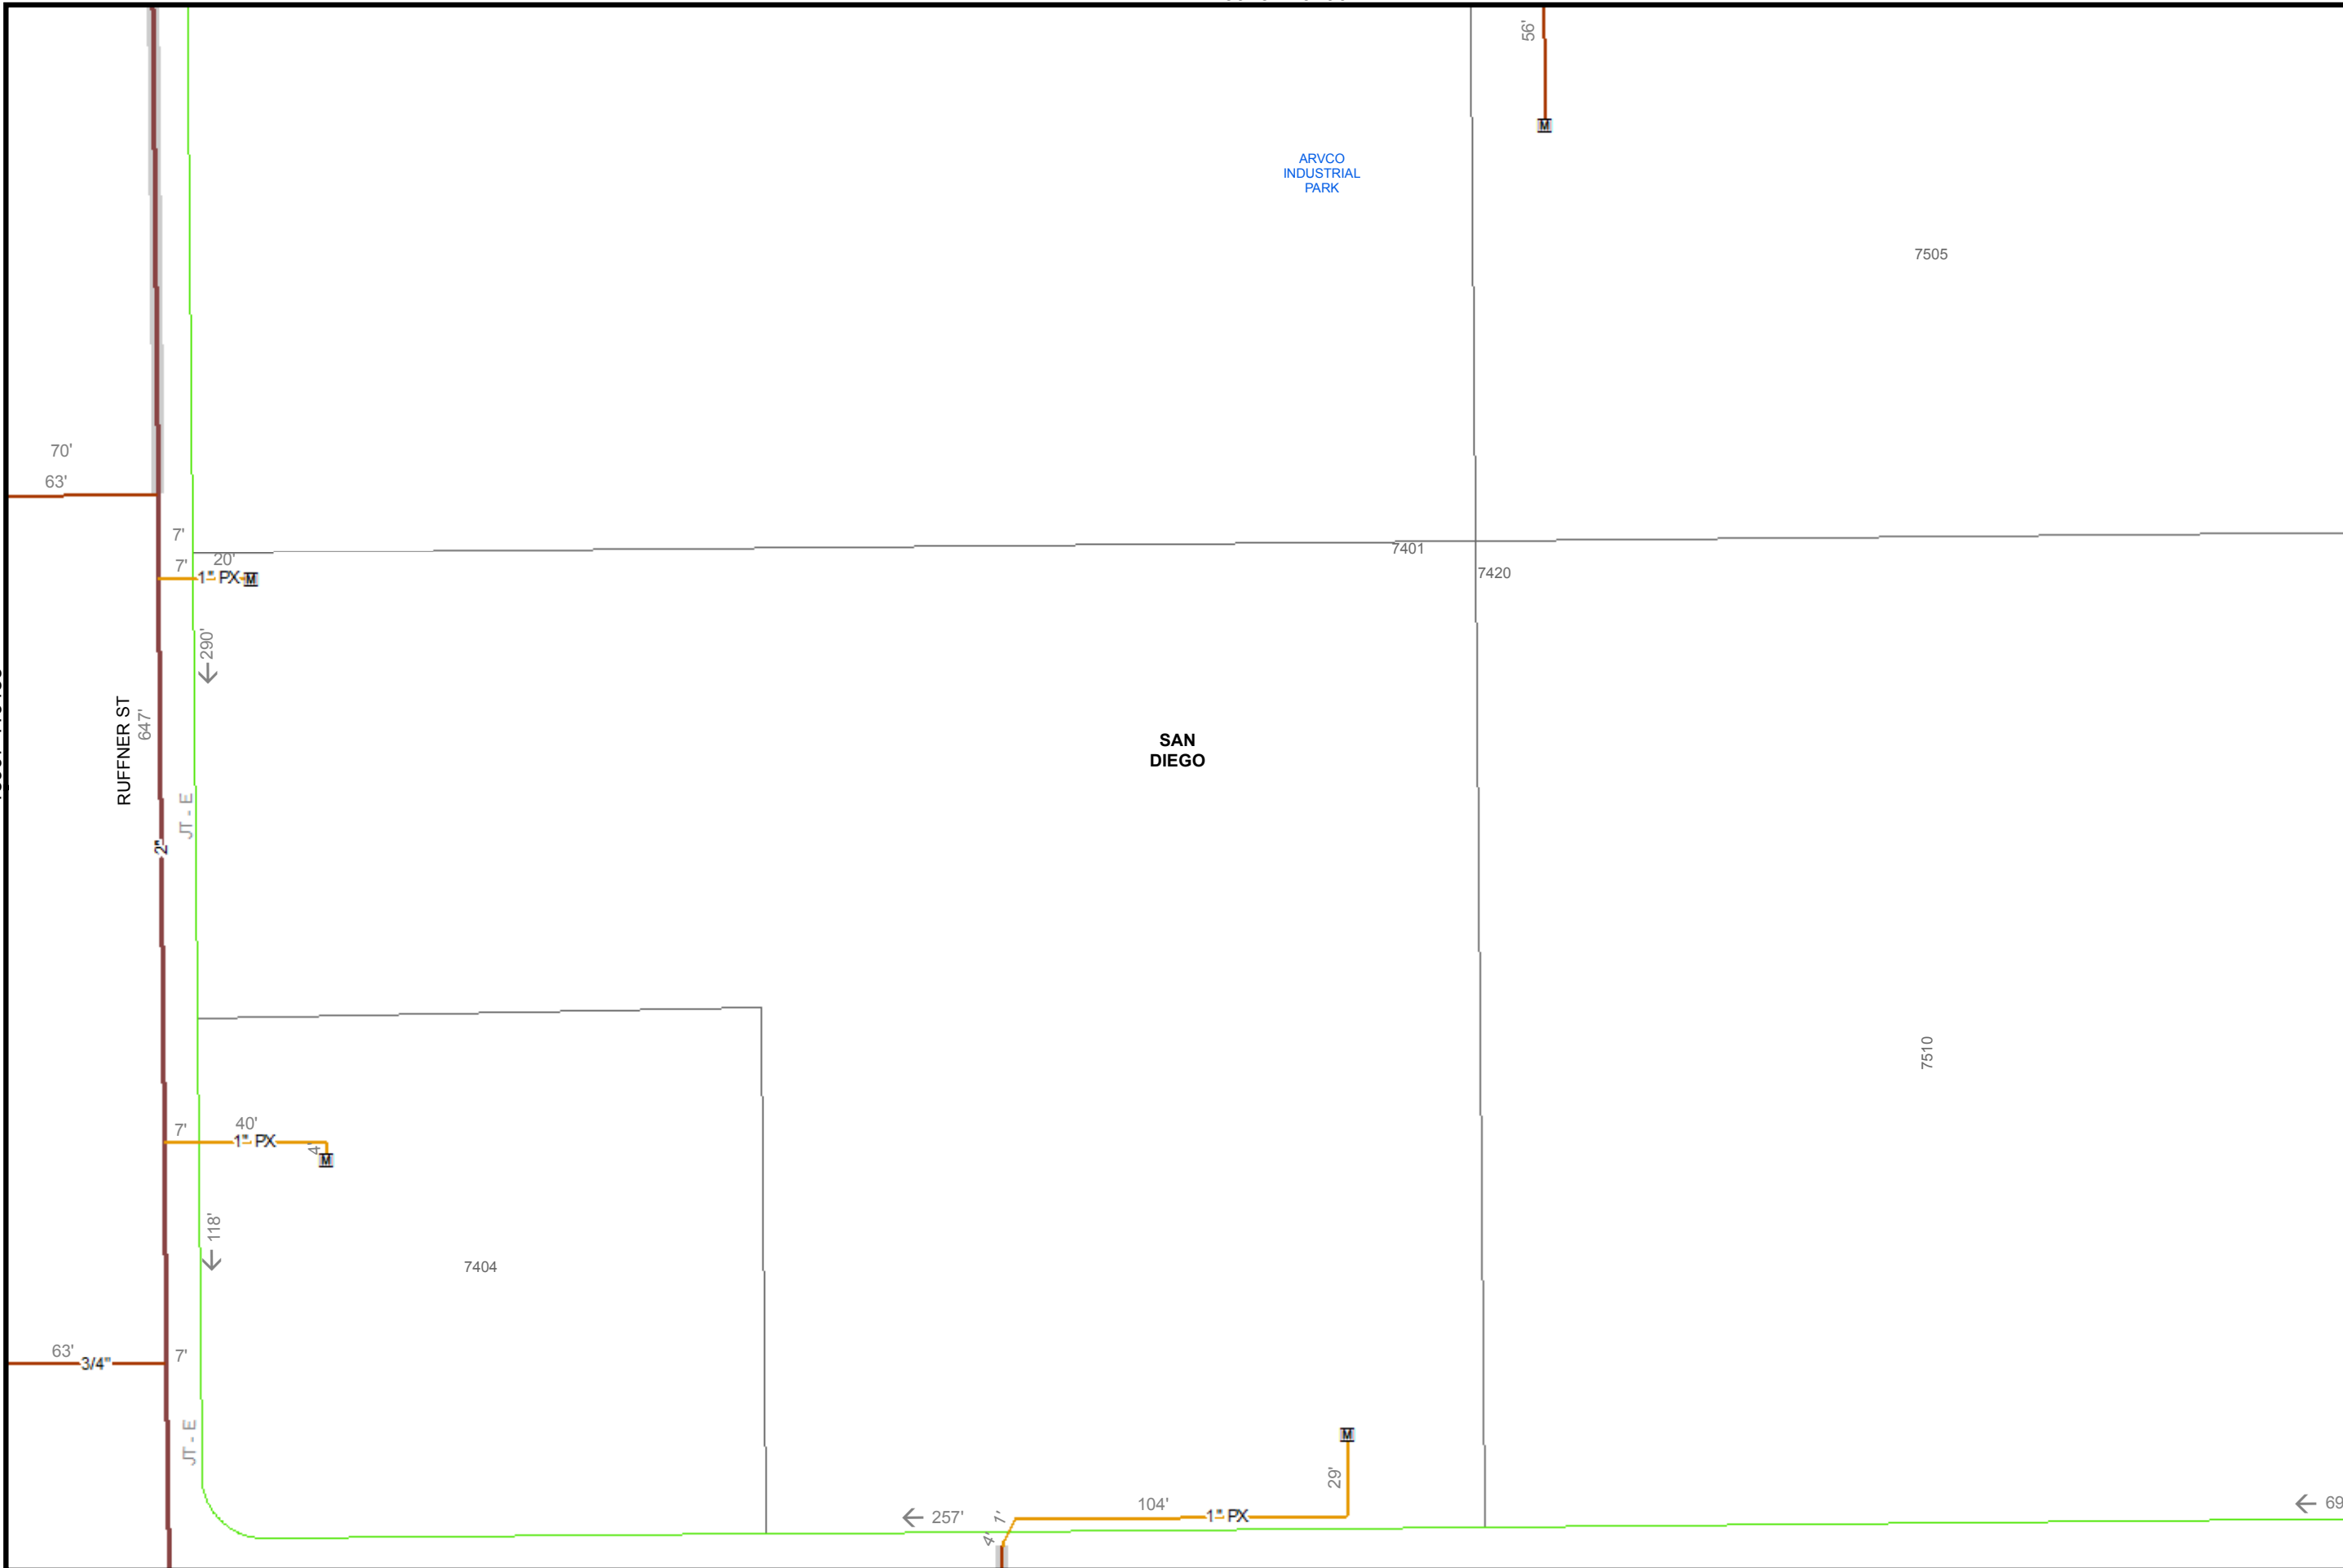 56'
ARVCO
INDUSTRIAL
PARK
7505
70'
63'
7'
7401
20'
7'
1" PX M
7420
290'
RUFFNER ST
647'
SAN
DIEGO
JT - E
2"
7510
40'
7'
1" PX
4'
M
118'
7404
63'
3/4"
7'
JT - E
M
29'
104'
257'
1'
1" PX
4'
69
M